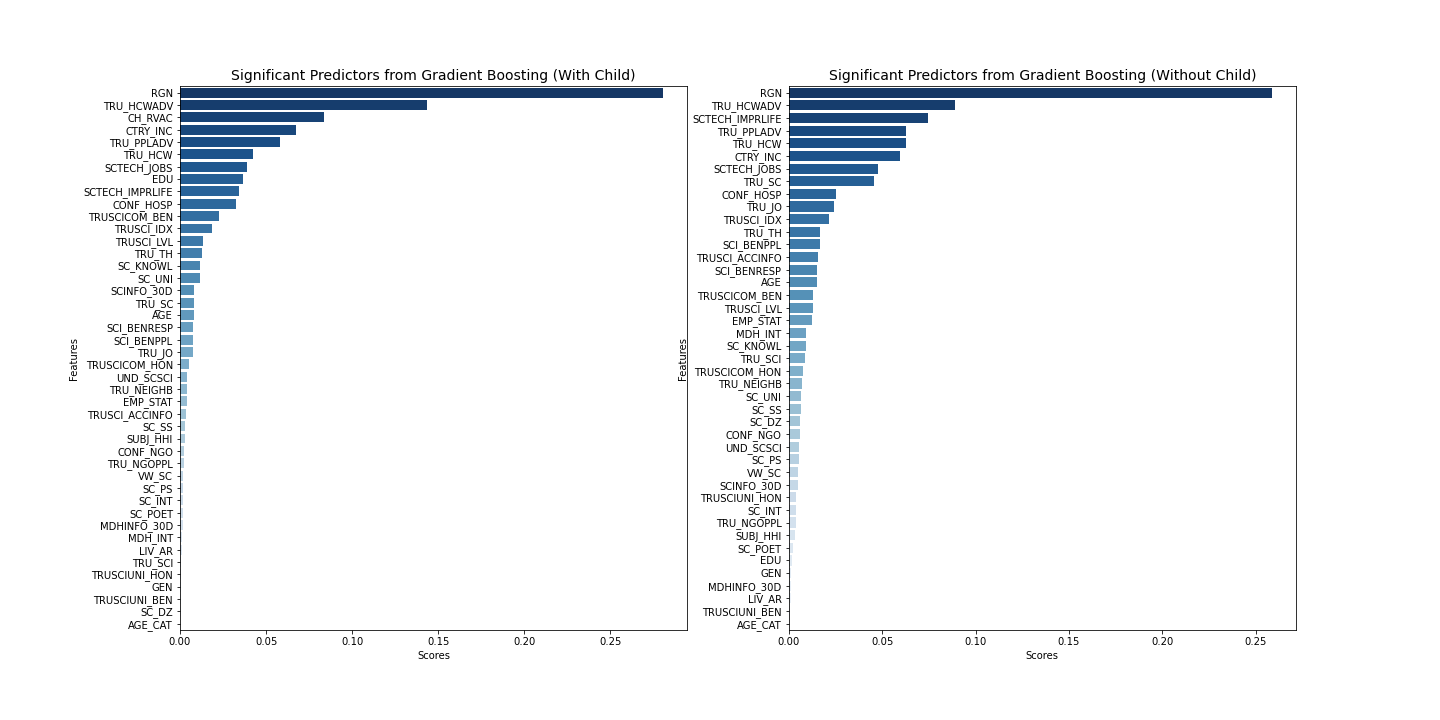 Significant Predictors from Gradient Boosting (With Child)
RGN
TRU_HCWADV
CH_RVAC
CTRY_INC
TRU_PPLADV
TRU_HCW
SCTECH_JOBS
EDU
SCTECH_IMPRLIFE
CONF_HOSP
TRUSCICOM_BEN
TRUSCI_IDX
TRUSCI_LVL
TRU_TH
SC_KNOWL
SC_UNI
SCINFO_30D
TRU_SC
AGE
SCI_BENRESP
SCI_BENPPL
TRU_JO
TRUSCICOM_HON
UND_SCSCI
TRU_NEIGHB
EMP_STAT
TRUSCI_ACCINFO
SC_SS
SUBJ_HHI
CONF_NGO
TRU_NGOPPL
VW_SC
SC_PS
SC_INT
SC_POET
MDHINFO_30D
MDH_INT
LIV_AR
TRU_SCI
TRUSCIUNI_HON
GEN
TRUSCIUNI_BEN
SC_DZ
AGE_CAT
Features
0.00 0.05 0.10 0.15 0.20 0.25
Scores
Significant Predictors from Gradient Boosting (Without Child)
RGN
TRU_HCWADV
SCTECH_IMPRLIFE
TRU_PPLADV
TRU_HCW
CTRY_INC
SCTECH_JOBS
TRU_SC
CONF_HOSP
TRU_JO
TRUSCI_IDX
TRU_TH
SCI_BENPPL
TRUSCI_ACCINFO
SCI_BENRESP
AGE
TRUSCICOM_BEN
TRUSCI_LVL
EMP_STAT
MDH_INT
SC_KNOWL
TRU_SCI
TRUSCICOM_HON
TRU_NEIGHB
SC_UNI
SC_SS
SC_DZ
CONF_NGO
UND_SCSCI
SC_PS
VW_SC
SCINFO_30D
TRUSCIUNI_HON
SC_INT
TRU_NGOPPL
SUBJ_HHI
SC_POET
EDU
GEN
MDHINFO_30D
LIV_AR
TRUSCIUNI_BEN
AGE_CAT
Features
0.00 0.05 0.10 0.15 0.20 0.25
Scores